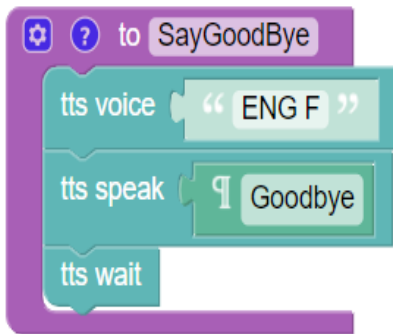 ? to SayGoodBye
tts voice “ ENG F ”
tts speak ¶ Goodbye
tts wait